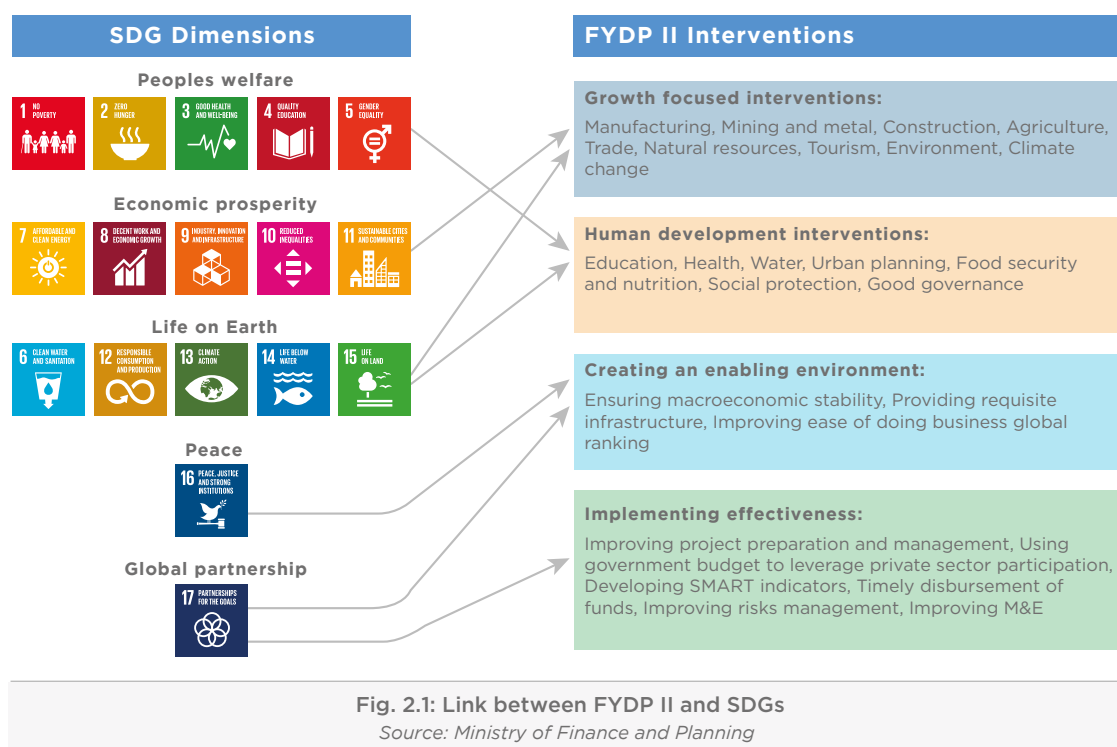 SDG Dimensions
Peoples welfare
1 NO
POVERTY
2 ZERO
HUNGER
3 GOOD HEALTH
AND WELL-BEING
4 QUALITY
EDUCATION
5 GENDER
EQUALITY
Economic prosperity
7 AFFORDABLE AND
CLEAN ENERGY
8 DECENT WORK AND
ECONOMIC GROWTH
9 INDUSTRY, INNOVATION
AND INFRASTRUCTURE
10 REDUCED
INEQUALITIES
11 SUSTAINABLE CITIES
AND COMMUNITIES
Life on Earth
6 CLEAN WATER
AND SANITATION
12 RESPONSIBLE
CONSUMPTION
AND PRODUCTION
13 CLIMATE
ACTION
14 LIFE BELOW
WATER
15 LIFE
ON LAND
Peace
16 PEACE, JUSTICE
AND STRONG
INSTITUTIONS
Global partnership
17 PARTNERSHIPS
FOR THE GOALS
FYDP II Interventions
Growth focused interventions:
Manufacturing, Mining and metal, Construction, Agriculture,
Trade, Natural resources, Tourism, Environment, Climate
change
Human development interventions:
Education, Health, Water, Urban planning, Food security
and nutrition, Social protection, Good governance
Creating an enabling environment:
Ensuring macroeconomic stability, Providing requisite
infrastructure, Improving ease of doing business global
ranking
Implementing effectiveness:
Improving project preparation and management, Using
government budget to leverage private sector participation,
Developing SMART indicators, Timely disbursement of
funds, Improving risks management, Improving M&E
Fig. 2.1: Link between FYDP II and SDGs
Source: Ministry of Finance and Planning